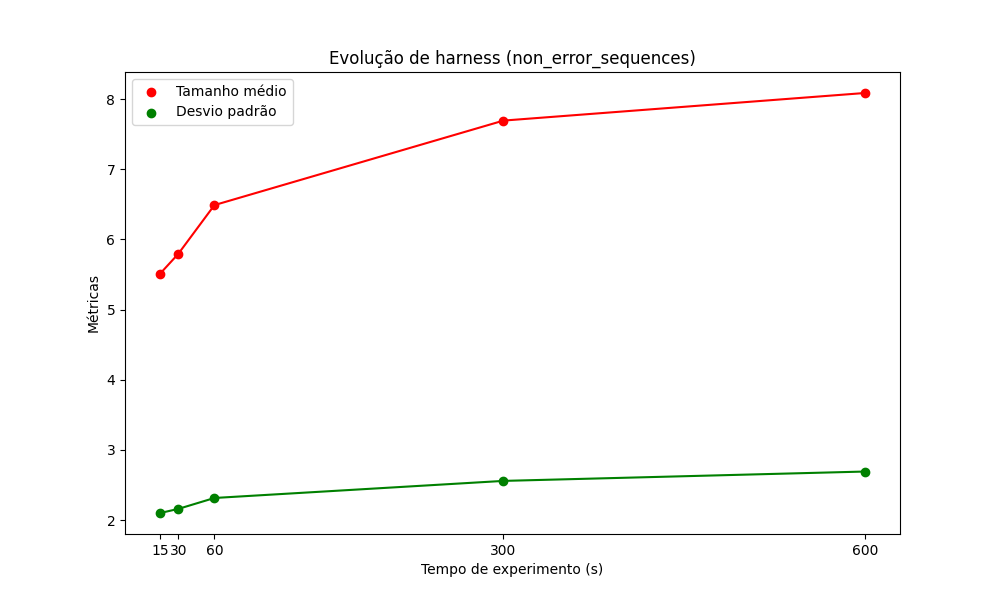 Evolução de harness (non_error_sequences)
Tamanho médio
Desvio padrão
8
7
6
5
4
3
2
Métricas
15 30 60 300 600
Tempo de experimento (s)